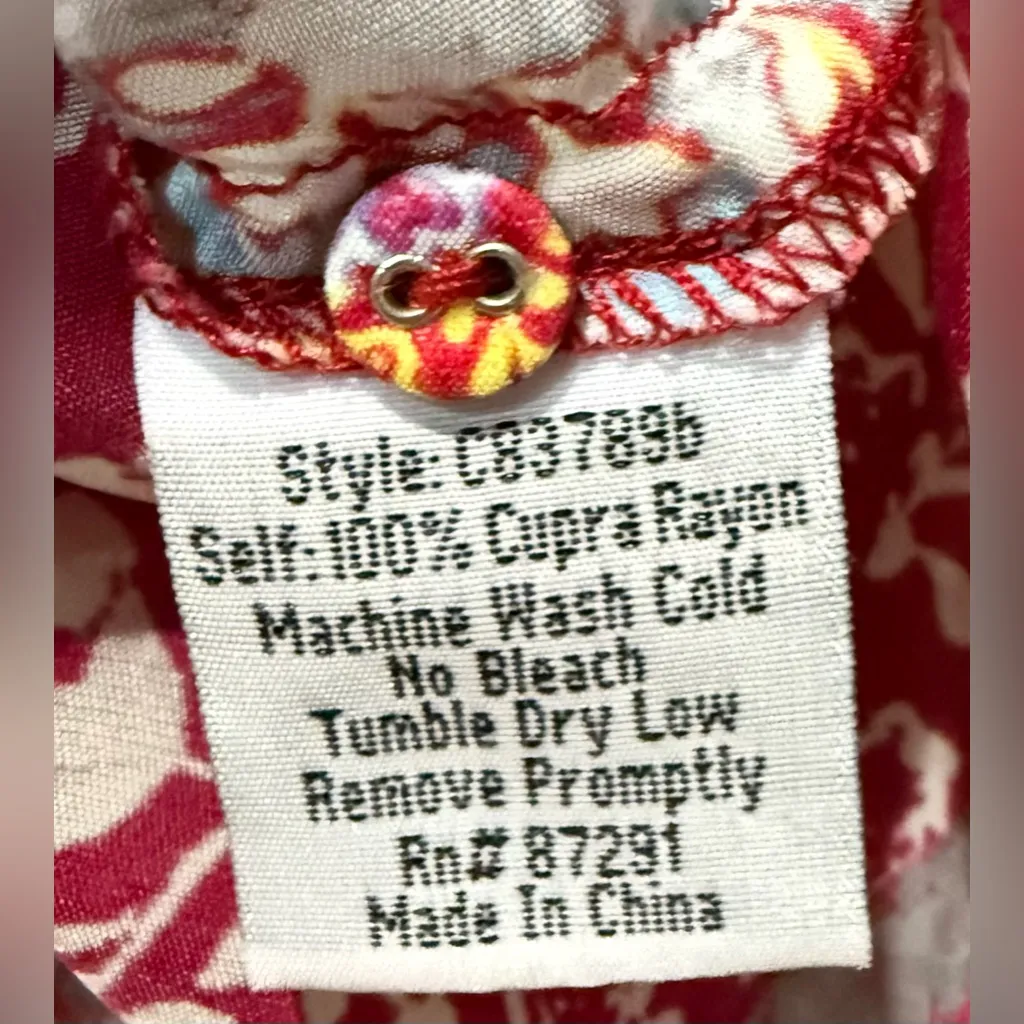 Style: C83789b
Self: 100% Cupra Rayon
Machine Wash Cold
No Bleach
Tumble Dry Low
Remove Promptly
Rn# 87291
Made In China